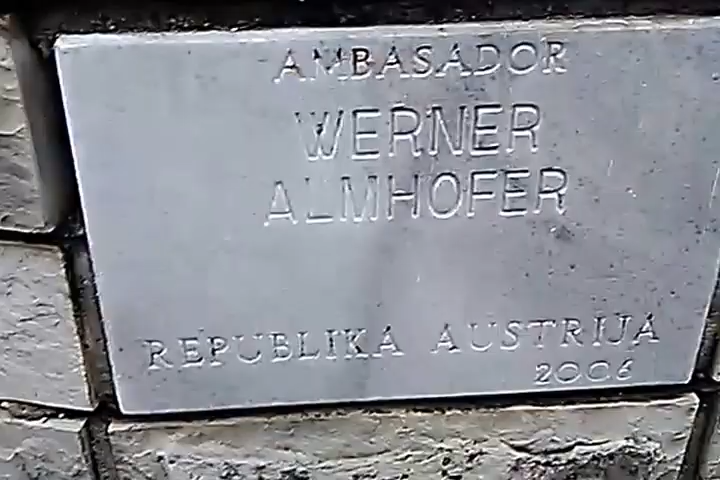 AMBASADOR
WERNER
ALMHOFER
REPUBLIKA AUSTRIJA
2006